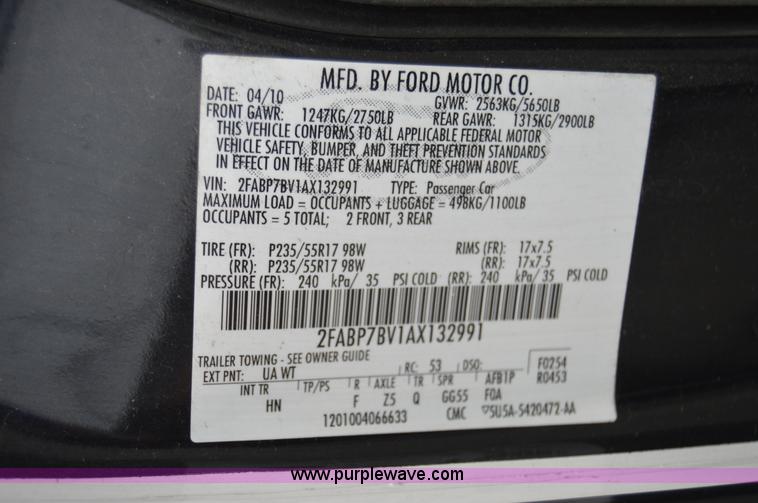 MFD. BY FORD MOTOR CO.
DATE: 04/10 GVWR: 2563KG/5650LB
FRONT GAWR: 1247KG/2750LB REAR GAWR: 1315KG/2900LB
THIS VEHICLE CONFORMS TO ALL APPLICABLE FEDERAL MOTOR
VEHICLE SAFETY, BUMPER, AND THEFT PREVENTION STANDARDS
IN EFFECT ON THE DATE OF MANUFACTURE SHOWN ABOVE.
VIN: 2FABP7BV1AX132991 TYPE: Passenger Car
MAXIMUM LOAD = OCCUPANTS + LUGGAGE = 498KG/1100LB
OCCUPANTS = 5 TOTAL; 2 FRONT, 3 REAR
TIRE (FR): P235/55R17 98W RIMS (FR): 17x7.5
(RR): P235/55R17 98W (RR): 17x7.5
PRESSURE (FR): 240 kPa/ 35 PSI COLD (RR): 240 kPa/ 35 PSI COLD
2FABP7BV1AX132991
TRAILER TOWING - SEE OWNER GUIDE
EXT PNT: UA WT RC: 53 DSO: F0254
R0453
INT TR TP/PS R AXLE TR SPR AFB1P
HN F Z5 Q GG55 F0A
1201004066633 CMC 5U5A-5420472-AA
www.purplewave.com